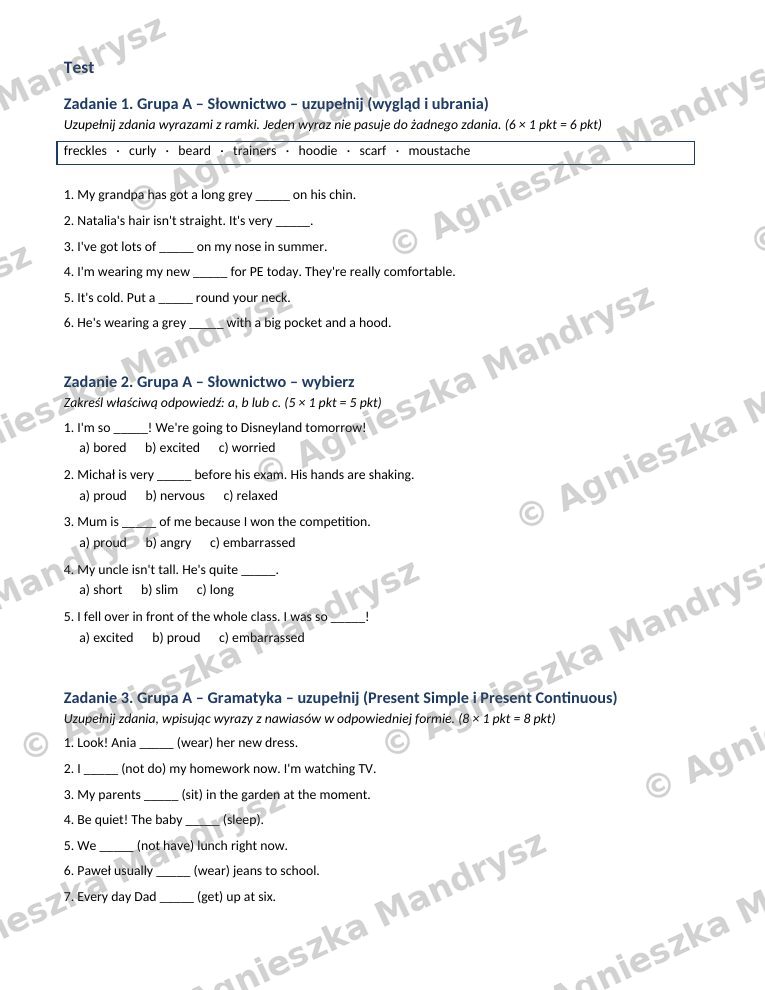 Test
Zadanie 1. Grupa A – Słownictwo – uzupełnij (wygląd i ubrania)
Uzupełnij zdania wyrazami z ramki. Jeden wyraz nie pasuje do żadnego zdania. (6 × 1 pkt = 6 pkt)
freckles · curly · beard · trainers · hoodie · scarf · moustache
1. My grandpa has got a long grey _____ on his chin.
2. Natalia's hair isn't straight. It's very _____.
3. I've got lots of _____ on my nose in summer.
4. I'm wearing my new _____ for PE today. They're really comfortable.
5. It's cold. Put a _____ round your neck.
6. He's wearing a grey _____ with a big pocket and a hood.
Zadanie 2. Grupa A – Słownictwo – wybierz
Zakreśl właściwą odpowiedź: a, b lub c. (5 × 1 pkt = 5 pkt)
1. I'm so _____! We're going to Disneyland tomorrow!
a) bored b) excited c) worried
2. Michał is very _____ before his exam. His hands are shaking.
a) proud b) nervous c) relaxed
3. Mum is _____ of me because I won the competition.
a) proud b) angry c) embarrassed
4. My uncle isn't tall. He's quite _____.
a) short b) slim c) long
5. I fell over in front of the whole class. I was so _____!
a) excited b) proud c) embarrassed
Zadanie 3. Grupa A – Gramatyka – uzupełnij (Present Simple i Present Continuous)
Uzupełnij zdania, wpisując wyrazy z nawiasów w odpowiedniej formie. (8 × 1 pkt = 8 pkt)
1. Look! Ania _____ (wear) her new dress.
2. I _____ (not do) my homework now. I'm watching TV.
3. My parents _____ (sit) in the garden at the moment.
4. Be quiet! The baby _____ (sleep).
5. We _____ (not have) lunch right now.
6. Paweł usually _____ (wear) jeans to school.
7. Every day Dad _____ (get) up at six.
© Agnieszka Mandrysz